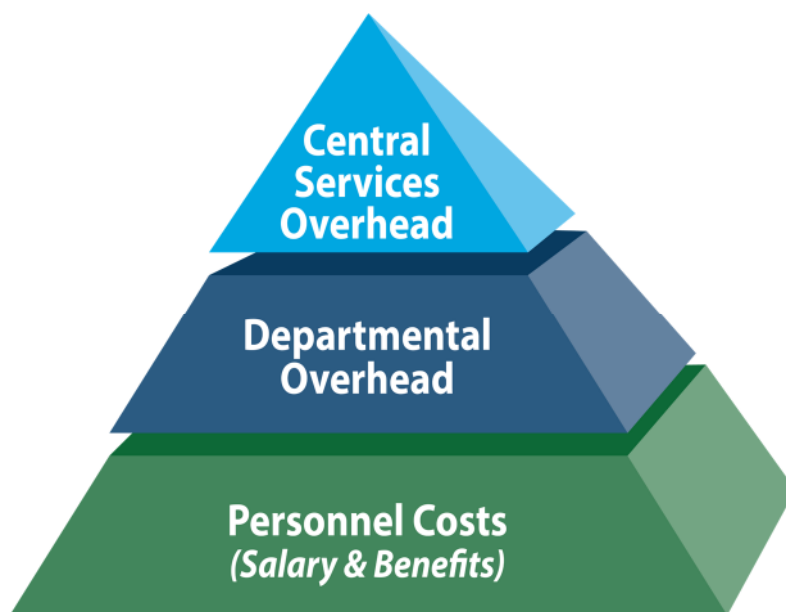 Central
Services
Overhead
Departmental
Overhead
Personnel Costs
(Salary & Benefits)